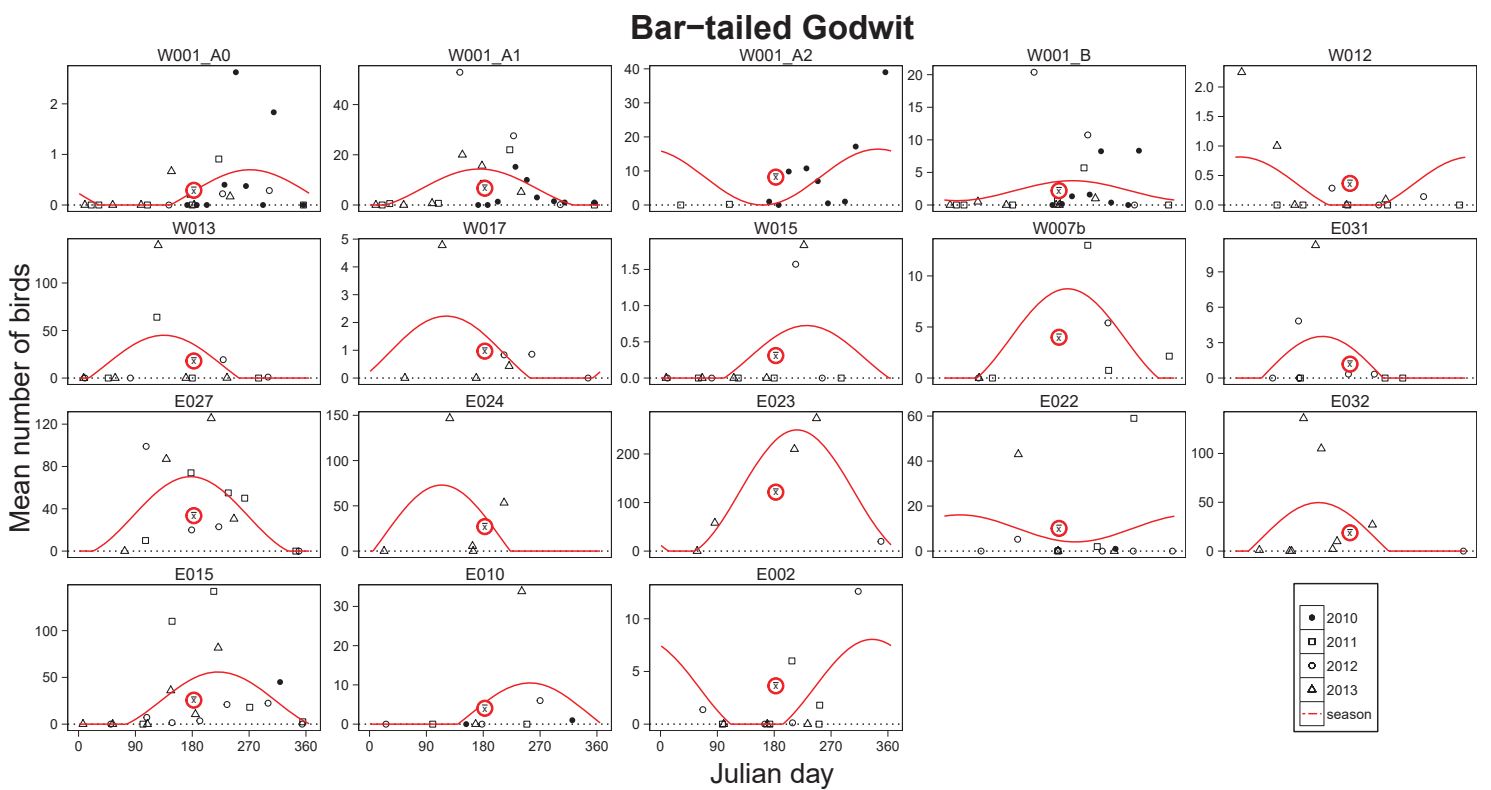 Bar−tailed Godwit
W001_A0 W001_A1 W001_A2 W001_B W012
2 1 0
40 20 0
40 30 20 10 0
20 15 10 5 0
2.0 1.5 1.0 0.5 0.0
x̄ x̄ x̄ x̄ x̄
W013 W017 W015 W007b E031
100 50 0
5 4 3 2 1 0
1.5 1.0 0.5 0.0
10 5 0
9 6 3 0
x̄ x̄ x̄ x̄ x̄
Mean number of birds
E027 E024 E023 E022 E032
120 80 40 0
150 100 50 0
200 100 0
60 40 20 0
100 50 0
x̄ x̄ x̄ x̄ x̄
E015 E010 E002
100 50 0
30 20 10 0
10 5 0
x̄ x̄ x̄
2010
2011
2012
2013
season
0 90 180 270 360 0 90 180 270 360 0 90 180 270 360
Julian day